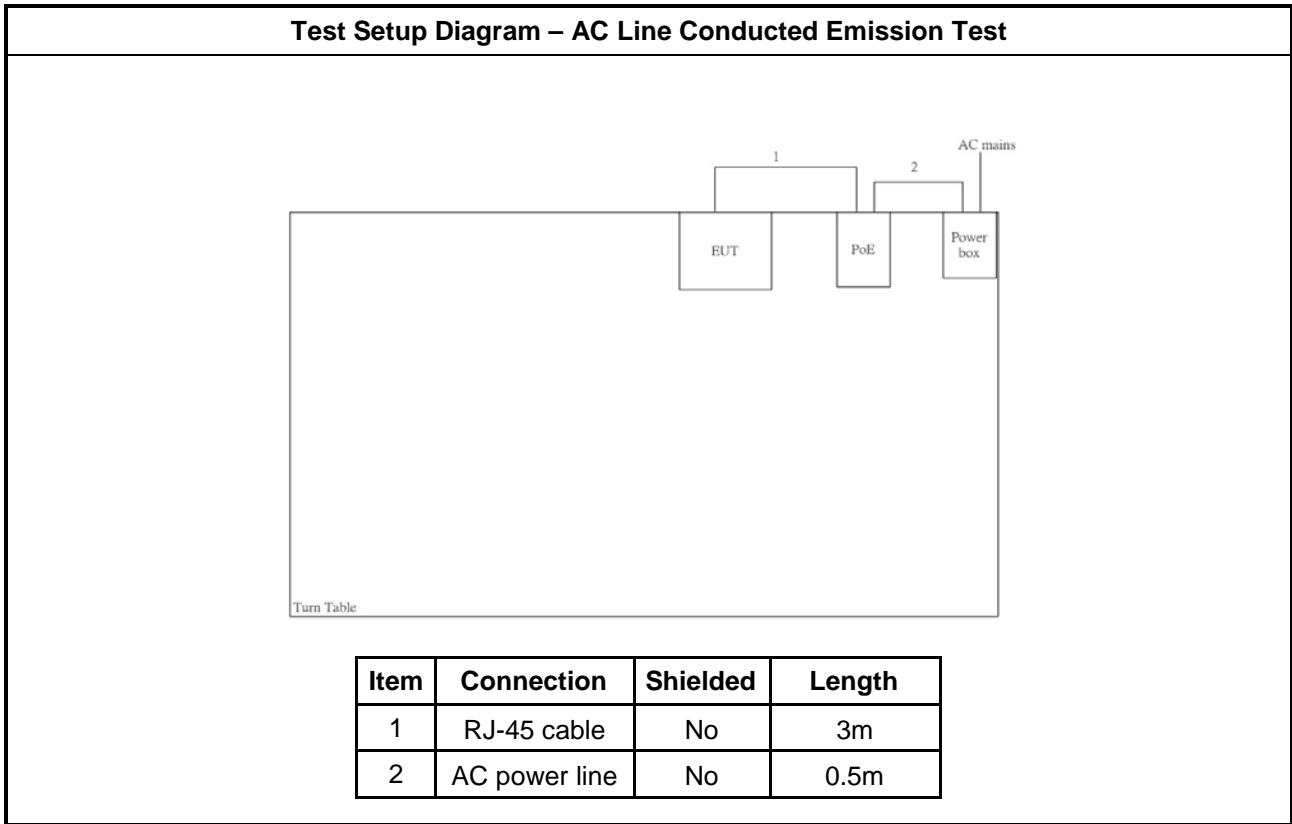 Test Setup Diagram – AC Line Conducted Emission Test
AC mains
1
2
EUT
PoE
Power
box
Turn Table
Item Connection Shielded Length
1 RJ-45 cable No 3m
2 AC power line No 0.5m